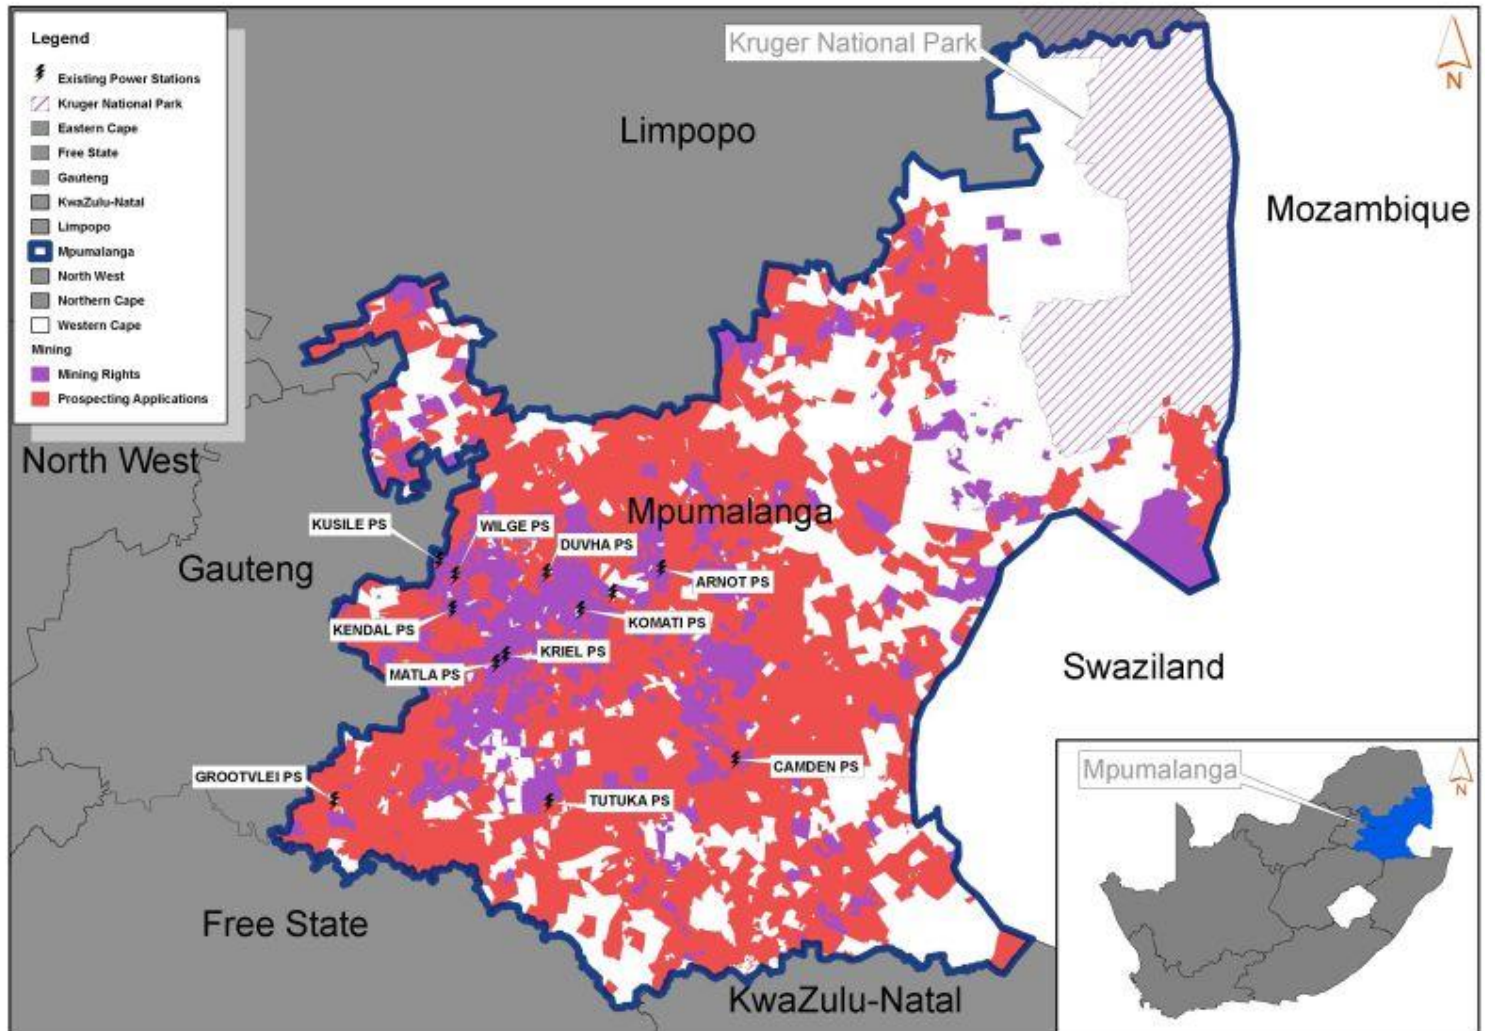 Legend
Existing Power Stations
Kruger National Park
Eastern Cape
Free State
Gauteng
KwaZulu-Natal
Limpopo
Mpumalanga
North West
Northern Cape
Western Cape
Mining
Mining Rights
Prospecting Applications
Kruger National Park
N
Limpopo
Mozambique
North West
Mpumalanga
KUSILE PS
WILGE PS
DUVHA PS
Gauteng
ARNOT PS
KENDAL PS
KOMATI PS
KRIEL PS
MATLA PS
Swaziland
GROOTVLEI PS
CAMDEN PS
TUTUKA PS
Free State
KwaZulu-Natal
Mpumalanga
N